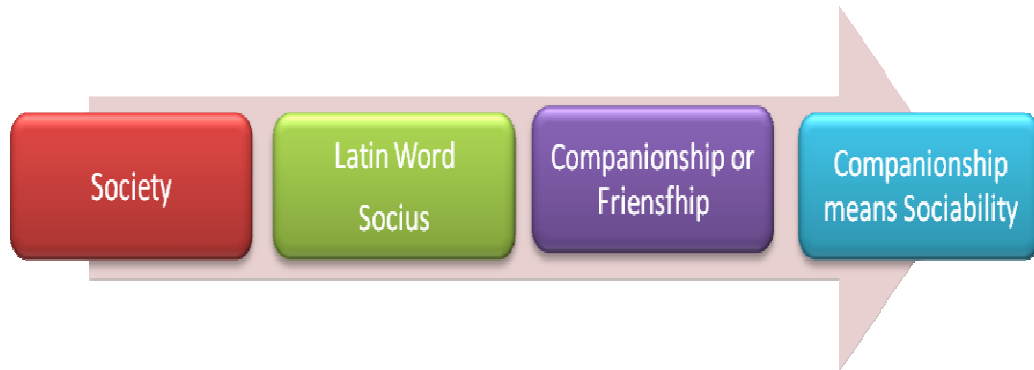 Society
Latin Word
Socius
Companionship or
Friensfhip
Companionship
means Sociability